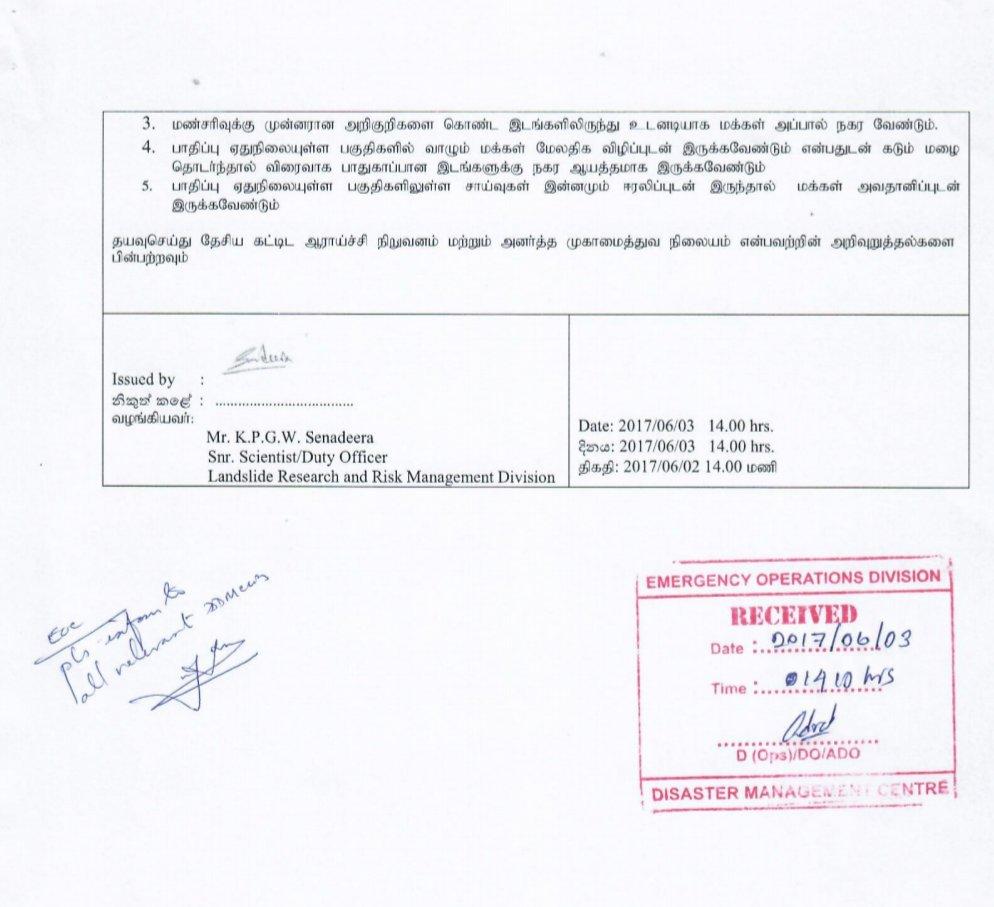 3. மண்சரிவுக்கு முன்னரான அறிகுறிகளை கொண்ட இடங்களிலிருந்து உடனடியாக மக்கள் அப்பால் நகர வேண்டும்.
4. பாதிப்பு ஏதுநிலையுள்ள பகுதிகளில் வாழும் மக்கள் மேலதிக விழிப்புடன் இருக்கவேண்டும் என்பதுடன் கடும் மழை
தொடர்ந்தால் விரைவாக பாதுகாப்பான இடங்களுக்கு நகர ஆயத்தமாக இருக்கவேண்டும்
5. பாதிப்பு ஏதுநிலையுள்ள பகுதிகளிலுள்ள சாய்வுகள் இன்னமும் ஈரலிப்புடன் இருந்தால் மக்கள் அவதானிப்புடன்
இருக்கவேண்டும்
தயவுசெய்து தேசிய கட்டிட ஆராய்ச்சி நிறுவனம் மற்றும் அனர்த்த முகாமைத்துவ நிலையம் என்பவற்றின் அறிவுறுத்தல்களை
பின்பற்றவும்
Issued by :
නිකුත් කළේ : ....................................
வழங்கியவர்:
Mr. K.P.G.W. Senadeera
Snr. Scientist/Duty Officer
Landslide Research and Risk Management Division
Date: 2017/06/03 14.00 hrs.
දිනය: 2017/06/03 14.00 hrs.
திகதி: 2017/06/02 14.00 மணி
EOC
pls inform to
all relevant
EMERGENCY OPERATIONS DIVISION
RECEIVED
Date : 2017/06/03
Time : 1410 hrs
D (Ops)/DO/ADO
DISASTER MANAGEMENT CENTRE